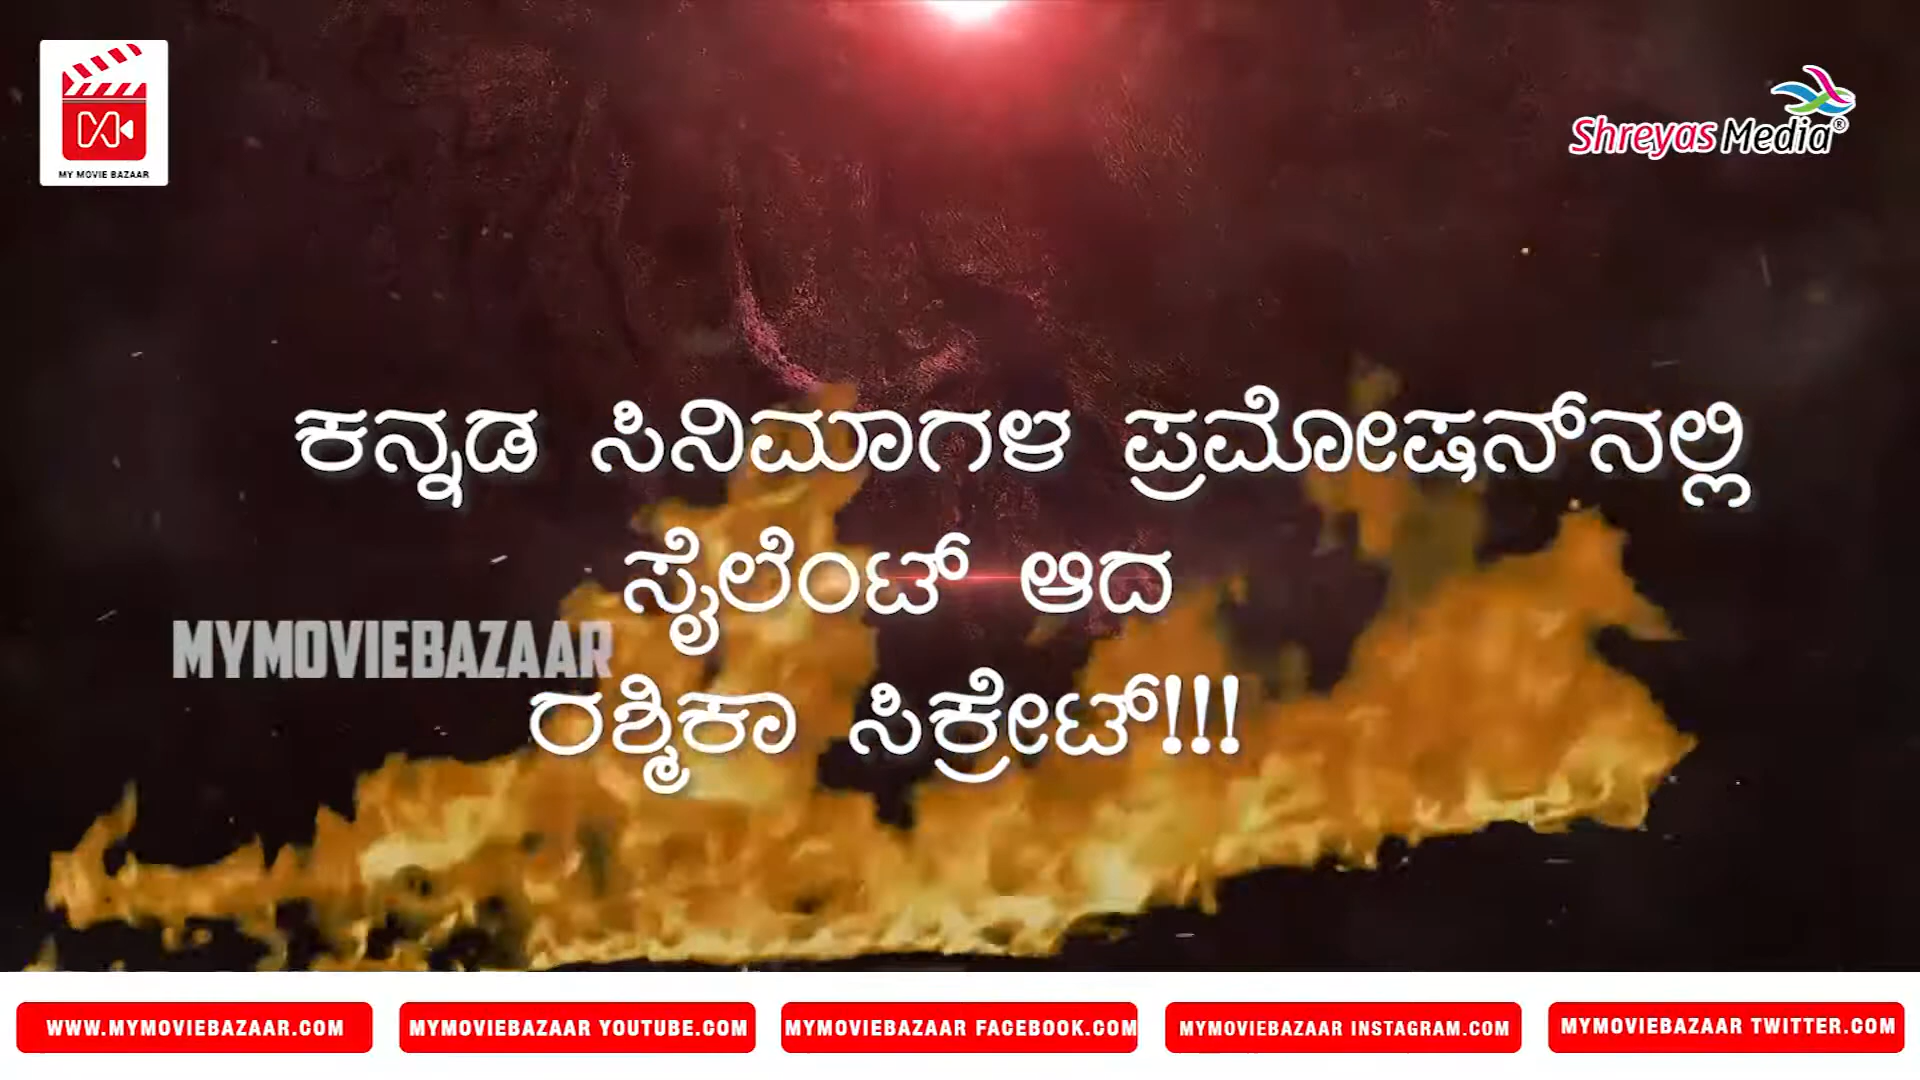 MY MOVIE BAZAAR
Shreyas Media®
ಕನ್ನಡ ಸಿನಿಮಾಗಳ ಪ್ರಮೋಷನ್‌ನಲ್ಲಿ
ಸೈಲೆಂಟ್ ಆದ
MYMOVIEBAZAAR
ರಶ್ಮಿಕಾ ಸಿಕ್ರೇಟ್!!!
WWW.MYMOVIEBAZAAR.COM
MYMOVIEBAZAAR YOUTUBE.COM
MYMOVIEBAZAAR FACEBOOK.COM
MYMOVIEBAZAAR INSTAGRAM.COM
MYMOVIEBAZAAR TWITTER.COM